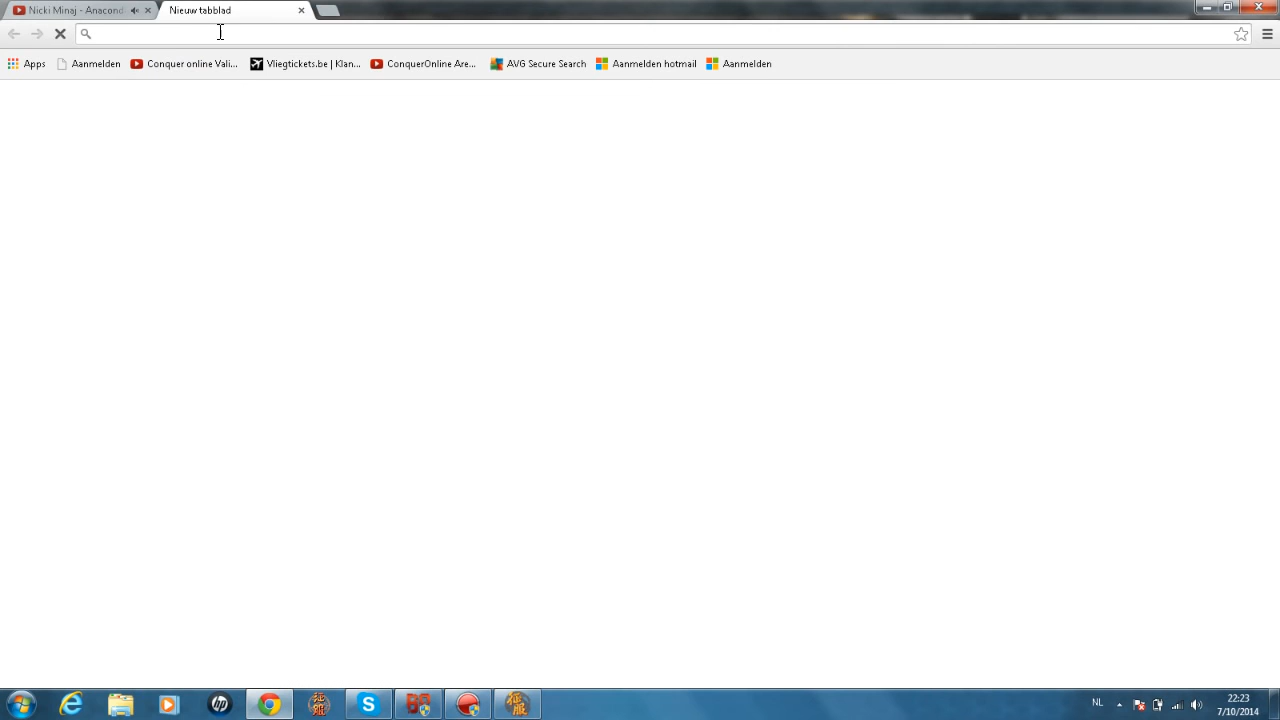 Nicki Minaj - Anacond
Nieuw tabblad
Apps
Aanmelden
Conquer online Vali...
Vliegtickets.be | Klan...
ConquerOnline Are...
AVG Secure Search
Aanmelden hotmail
Aanmelden
NL
22:23
7/10/2014